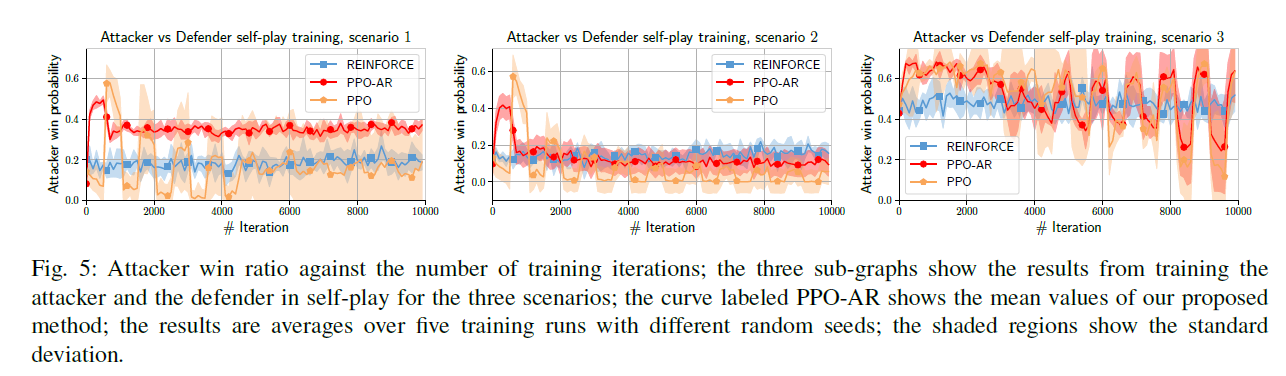 Attacker vs Defender self-play training, scenario 1
Attacker win probability
0.6
0.4
0.2
0.0
REINFORCE
PPO-AR
PPO
0 2000 4000 6000 8000 10000
# Iteration
Attacker vs Defender self-play training, scenario 2
Attacker win probability
0.6
0.4
0.2
0.0
REINFORCE
PPO-AR
PPO
0 2000 4000 6000 8000 10000
# Iteration
Attacker vs Defender self-play training, scenario 3
Attacker win probability
0.6
0.4
0.2
0.0
REINFORCE
PPO-AR
PPO
0 2000 4000 6000 8000 10000
# Iteration
Fig. 5: Attacker win ratio against the number of training iterations; the three sub-graphs show the results from training the
attacker and the defender in self-play for the three scenarios; the curve labeled PPO-AR shows the mean values of our proposed
method; the results are averages over five training runs with different random seeds; the shaded regions show the standard
deviation.